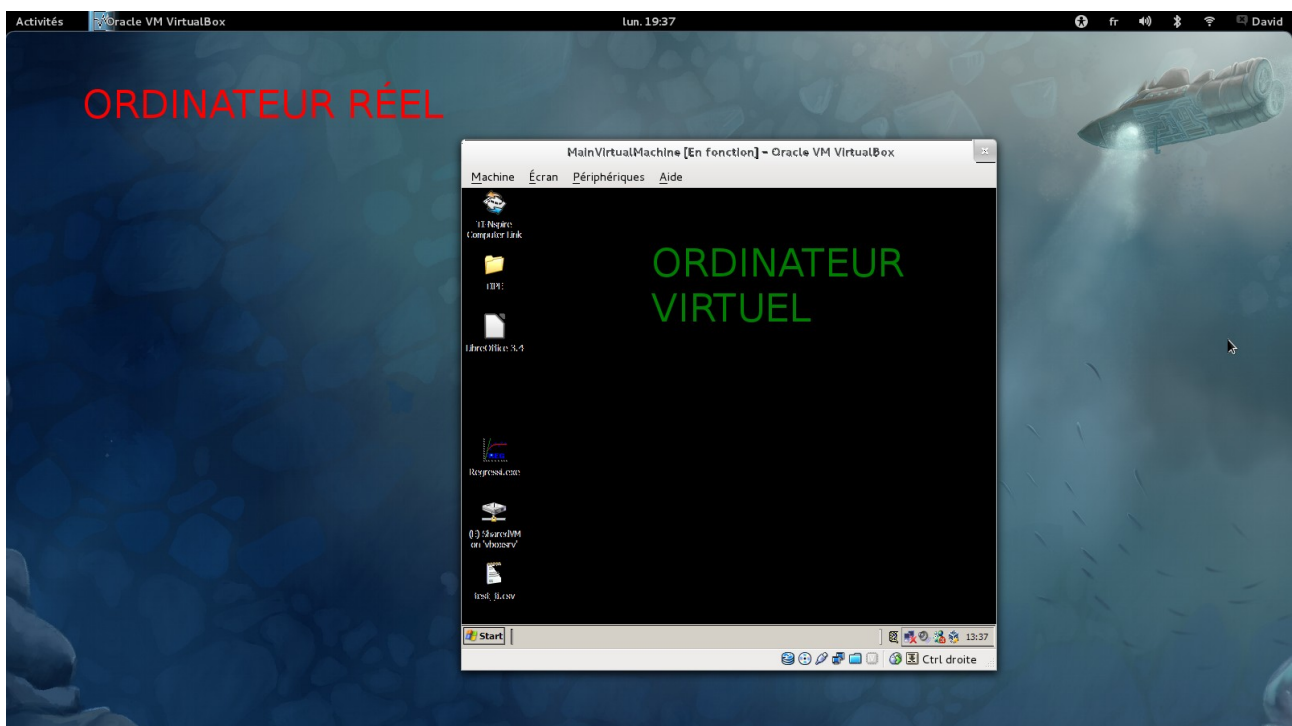 Activités
Oracle VM VirtualBox
lun. 19:37
fr
David
ORDINATEUR RÉEL
MainVirtualMachine [En fonction] - Oracle VM VirtualBox
Machine Écran Périphériques Aide
TI-Nspire
Computer Link
ORDINATEUR
VIRTUEL
TIPE
LibreOffice 3.4
Regressi.exe
(E:) SharedVM
on 'vboxsrv'
Start
13:37
Ctrl droite